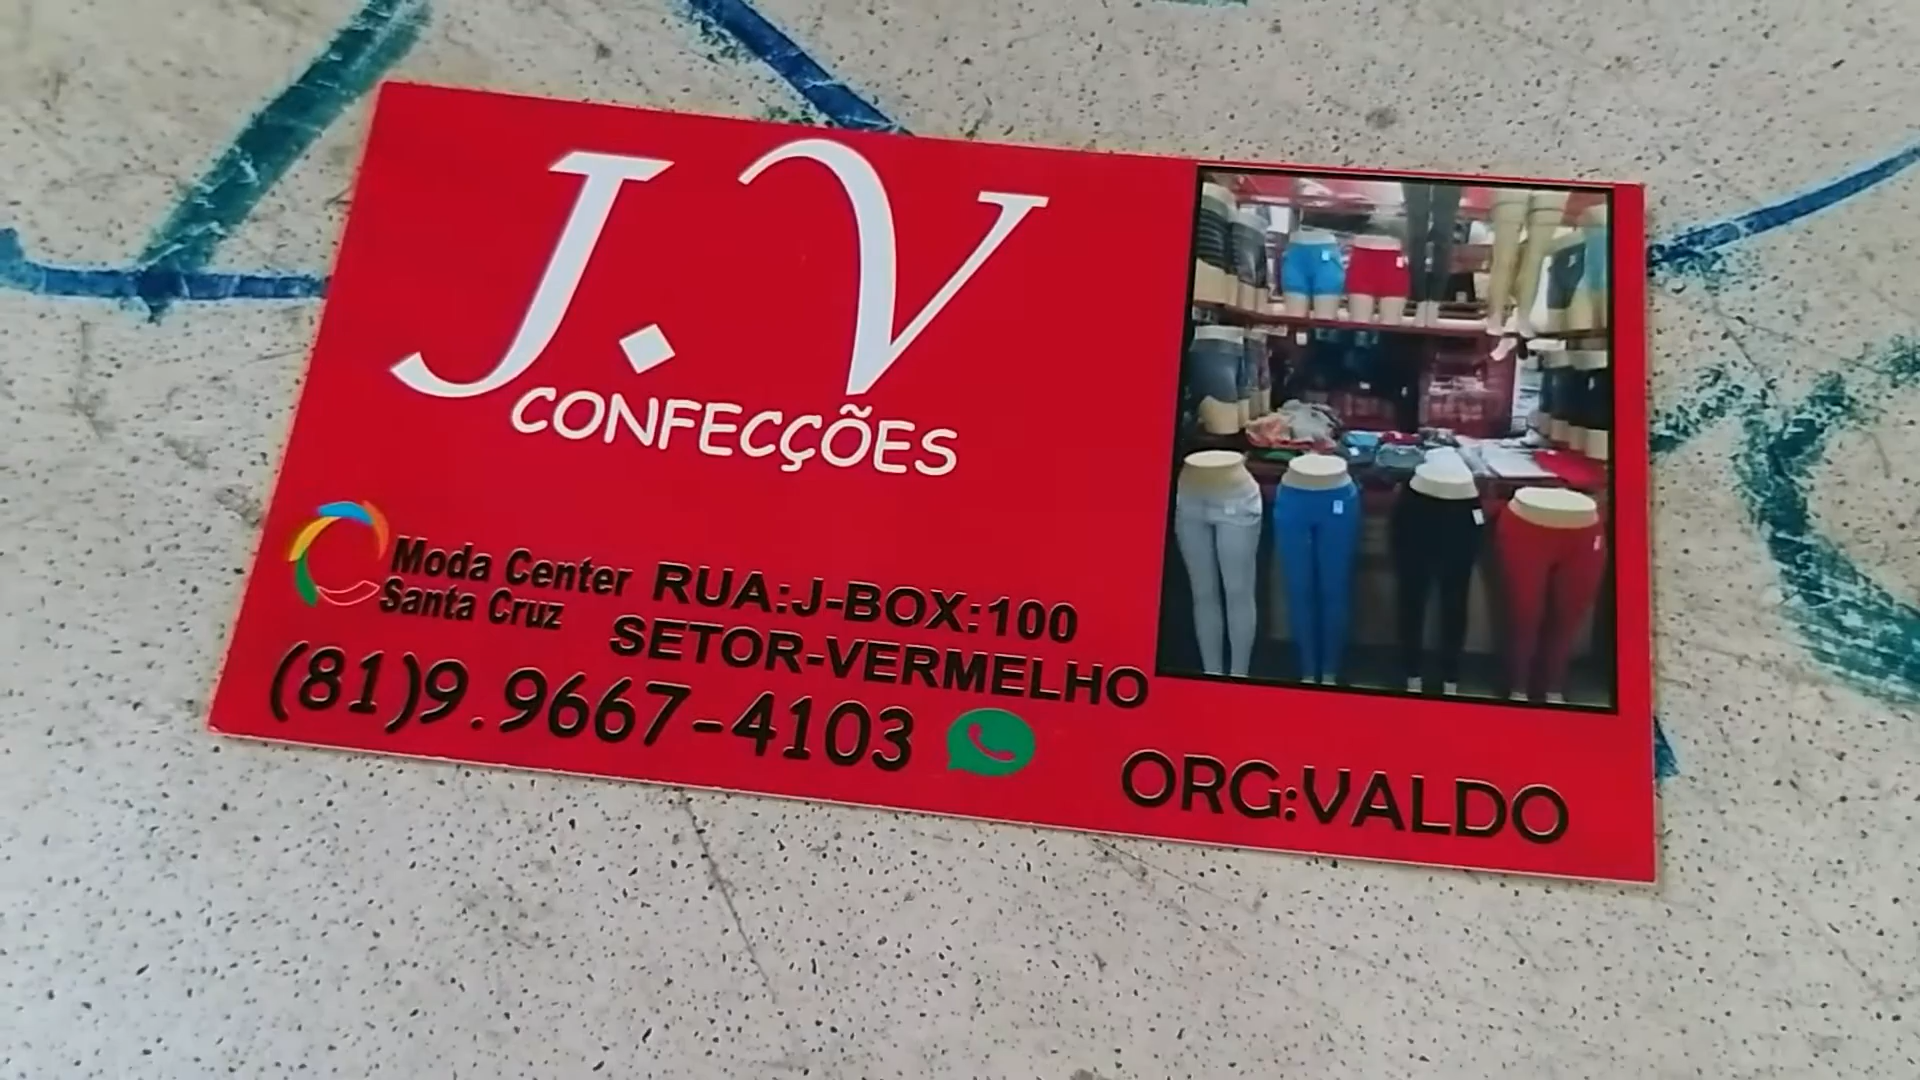 J.V
CONFECÇÕES
Moda Center
Santa Cruz
RUA:J-BOX:100
SETOR-VERMELHO
(81)9.9667-4103
ORG:VALDO